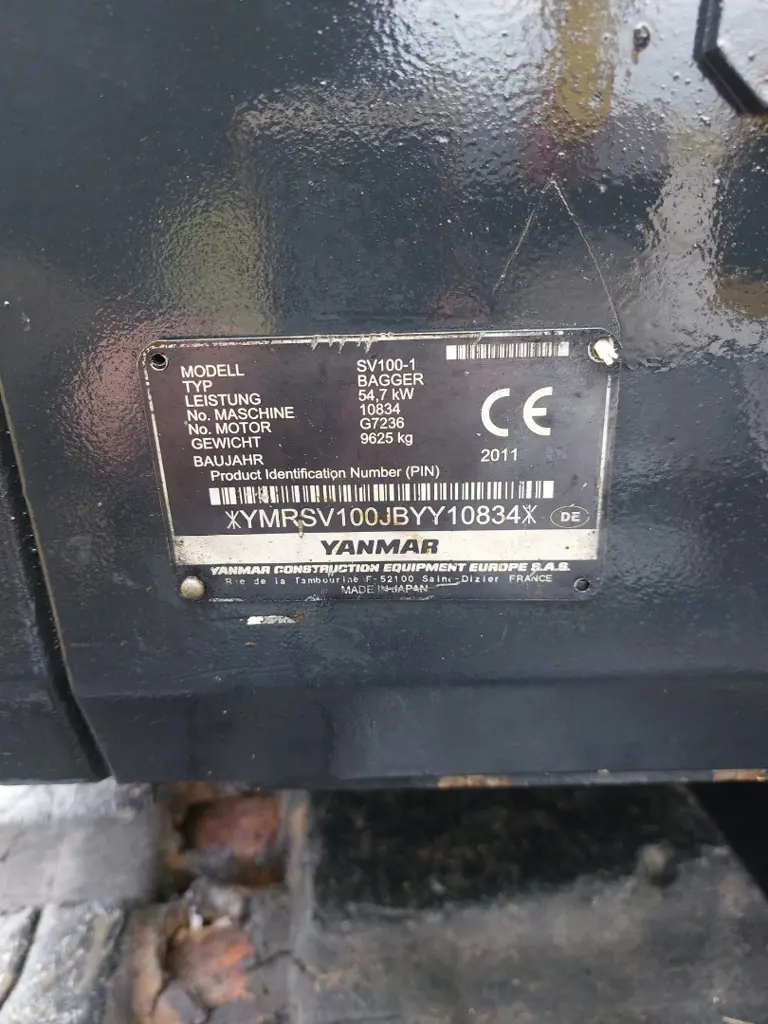 MODELL SV100-1
TYP BAGGER
LEISTUNG 54,7 kW
No. MASCHINE 10834
No. MOTOR G7236
GEWICHT 9625 kg
BAUJAHR 2011
CE
Product Identification Number (PIN)
*YMRSV100JBYY10834*
DE
YANMAR
YANMAR CONSTRUCTION EQUIPMENT EUROPE S.A.S.
Rue de la Tambourine F-52100 Saint-Dizier FRANCE
MADE IN JAPAN